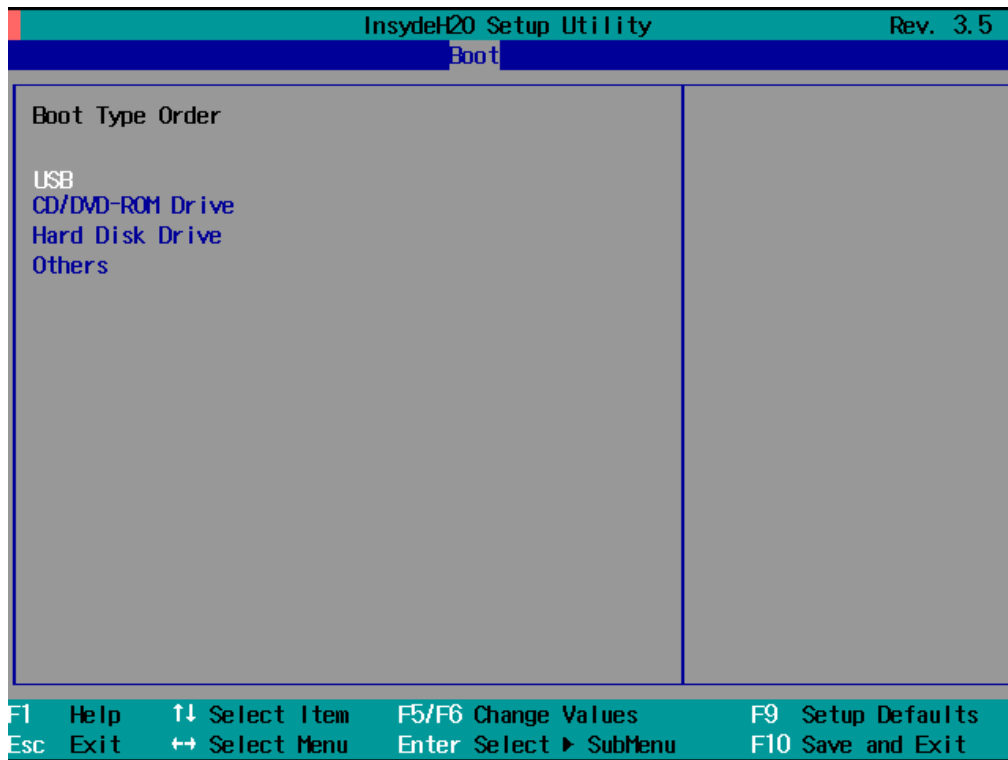 InsydeH20 Setup Utility Rev. 3.5
Boot
Boot Type Order
USB
CD/DVD-ROM Drive
Hard Disk Drive
Others
F1 Help ↑↓ Select Item F5/F6 Change Values F9 Setup Defaults
Esc Exit ↔ Select Menu Enter Select ▶ SubMenu F10 Save and Exit